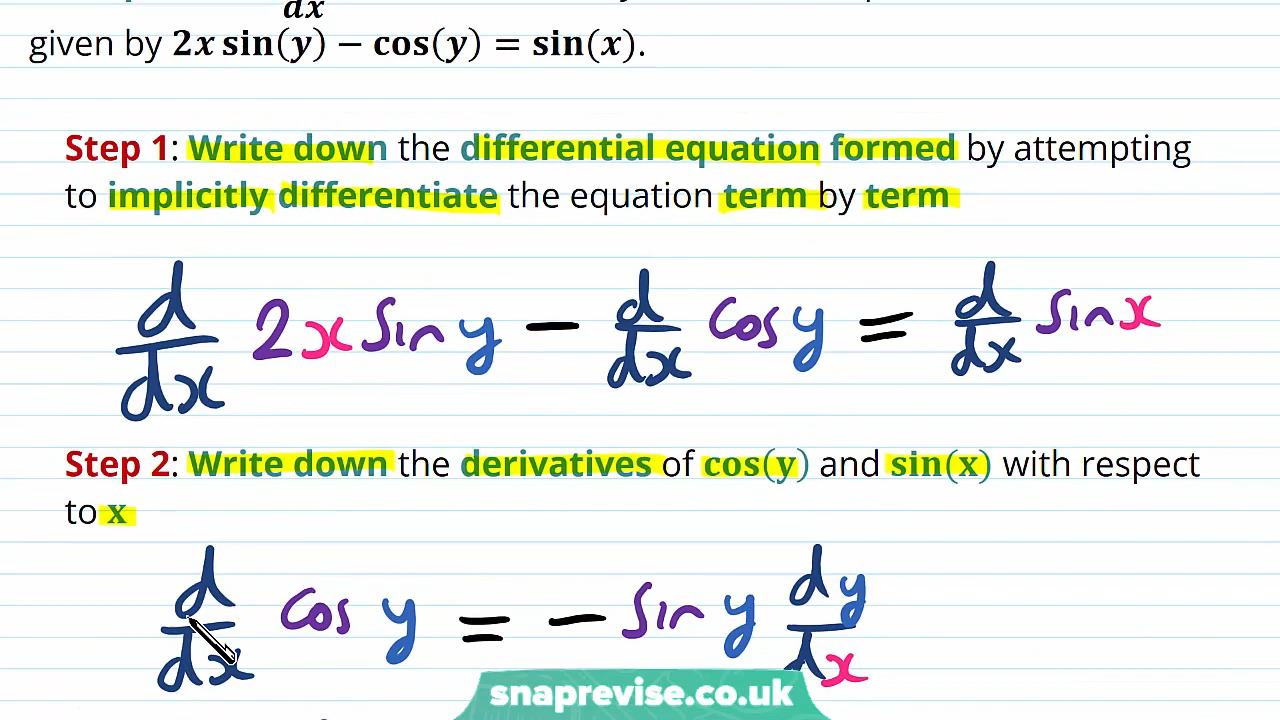 dx
given by 2x sin(y) − cos(y) = sin(x).
Step 1: Write down the differential equation formed by attempting
to implicitly differentiate the equation term by term
d/dx 2x sin y − d/dx cos y = d/dx sin x
Step 2: Write down the derivatives of cos(y) and sin(x) with respect
to x
d/dx cos y = − sin y dy/dx
snaprevise.co.uk